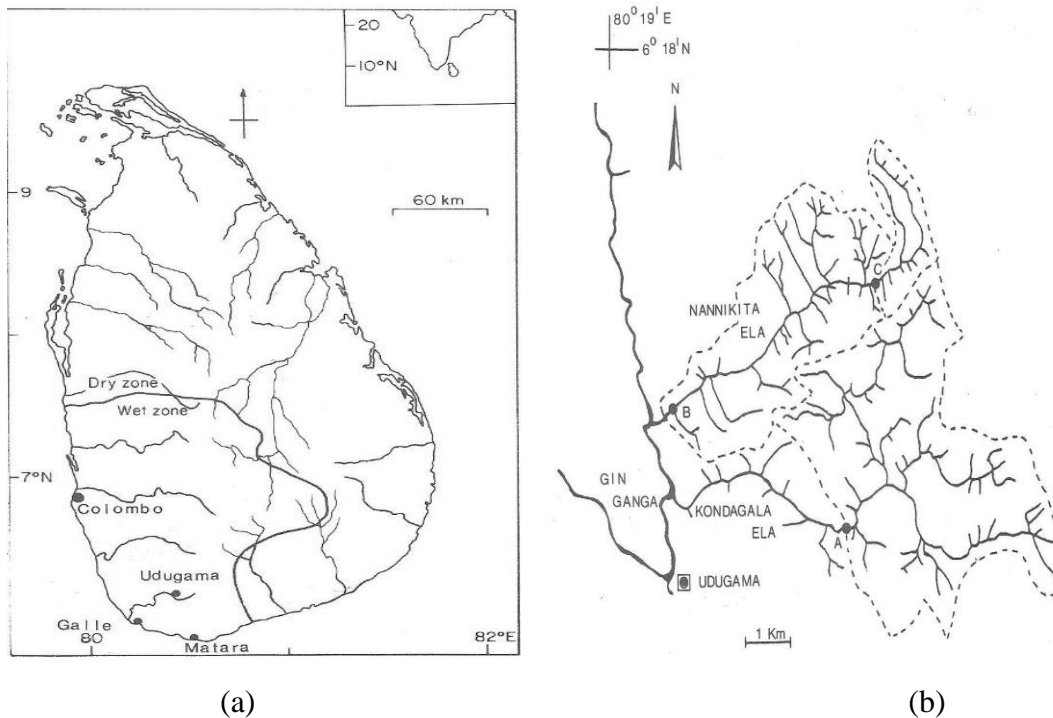 20
10°N
9
60 km
Dry zone
Wet zone
7°N
Colombo
Udugama
Galle
80
Matara
82°E
(a)
80° 19' E
6° 18' N
N
C
NANNIKITA
ELA
B
GIN
GANGA
KONDAGALA
ELA
A
UDUGAMA
1 Km
(b)